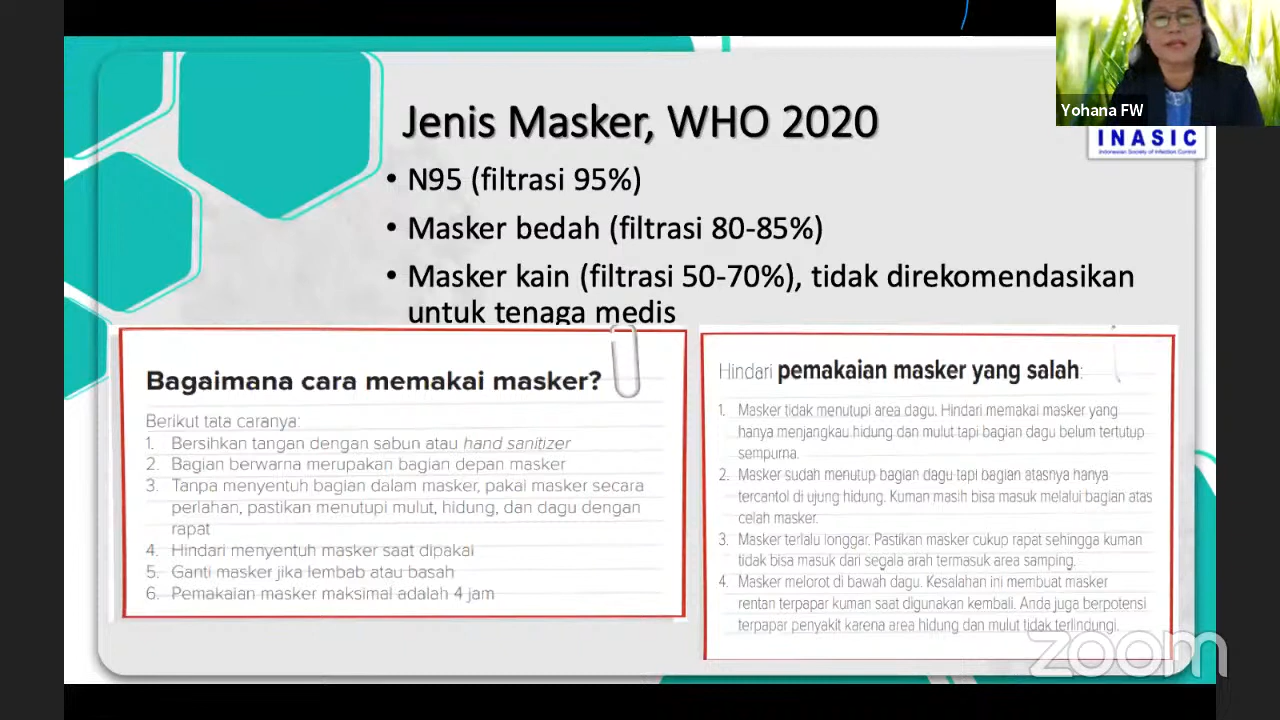 Yohana FW
INASIC
Indonesian Society of Infection Control
Jenis Masker, WHO 2020
• N95 (filtrasi 95%)
• Masker bedah (filtrasi 80-85%)
• Masker kain (filtrasi 50-70%), tidak direkomendasikan
untuk tenaga medis
Bagaimana cara memakai masker?
Berikut tata caranya:
1. Bersihkan tangan dengan sabun atau hand sanitizer
2. Bagian berwarna merupakan bagian depan masker
3. Tanpa menyentuh bagian dalam masker, pakai masker secara
perlahan, pastikan menutupi mulut, hidung, dan dagu dengan
rapat
4. Hindari menyentuh masker saat dipakai
5. Ganti masker jika lembab atau basah
6. Pemakaian masker maksimal adalah 4 jam
Hindari pemakaian masker yang salah:
1. Masker tidak menutupi area dagu. Hindari memakai masker yang
hanya menjangkau hidung dan mulut tapi bagian dagu belum tertutup
sempurna.
2. Masker sudah menutup bagian dagu tapi bagian atasnya hanya
tercantol di ujung hidung. Kuman masih bisa masuk melalui bagian atas
celah masker.
3. Masker terlalu longgar. Pastikan masker cukup rapat sehingga kuman
tidak bisa masuk dari segala arah termasuk area samping.
4. Masker melorot di bawah dagu. Kesalahan ini membuat masker
rentan terpapar kuman saat digunakan kembali. Anda juga berpotensi
terpapar penyakit karena area hidung dan mulut tidak terlindungi.
zoom